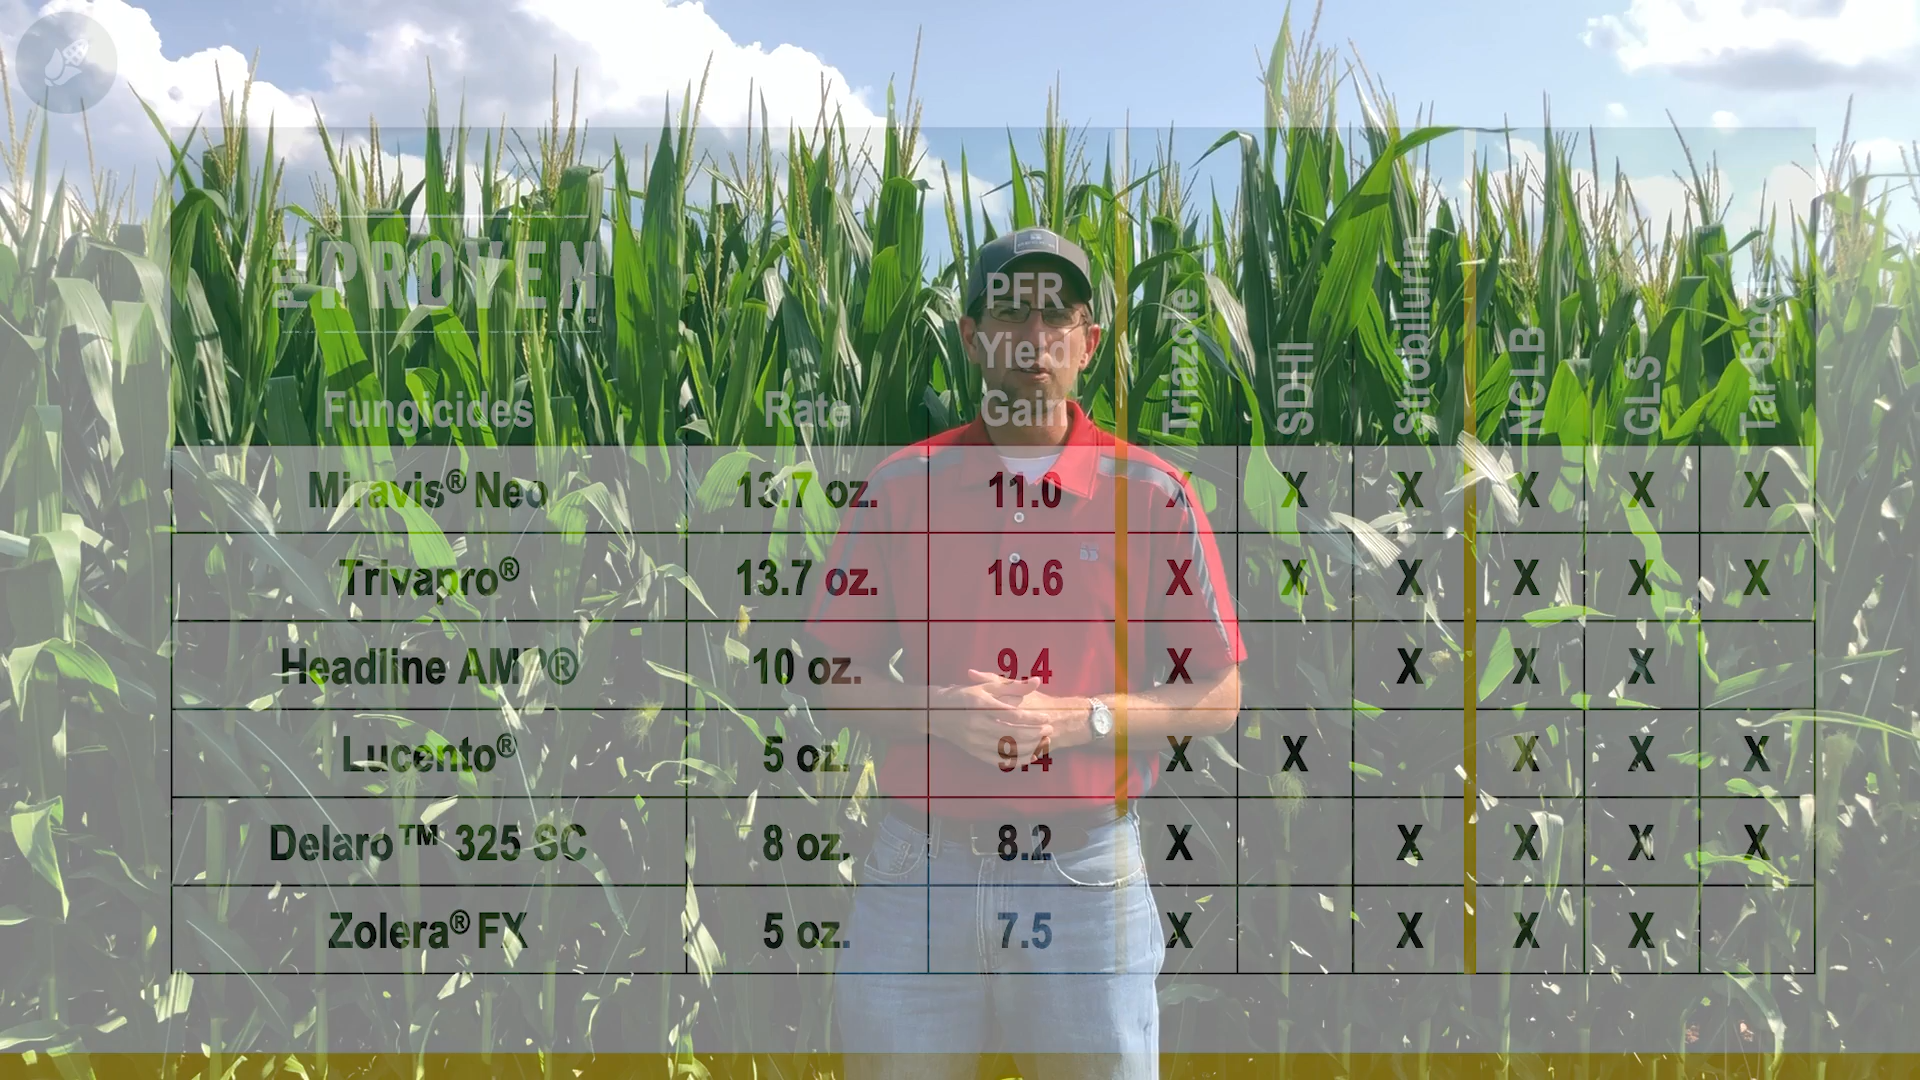 PFR PROVEN™
Fungicides Rate PFR Yield Gain Triazole SDHI Strobilurin NCLB GLS Tar Spot
Miravis® Neo 13.7 oz. 11.0 X X X X X X
Trivapro® 13.7 oz. 10.6 X X X X X X
Headline AMP® 10 oz. 9.4 X X X X
Lucento® 5 oz. 9.4 X X X X X
Delaro™ 325 SC 8 oz. 8.2 X X X X X
Zolera® FX 5 oz. 7.5 X X X X